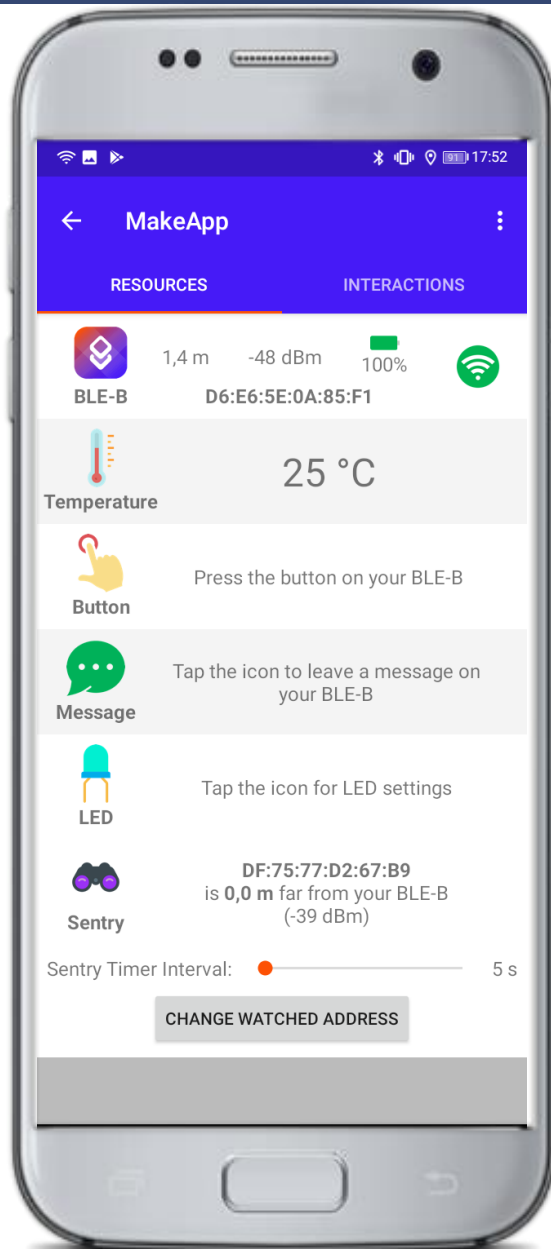 91 17:52
MakeApp
RESOURCES INTERACTIONS
1,4 m -48 dBm 100%
BLE-B D6:E6:5E:0A:85:F1
25 °C
Temperature
Press the button on your BLE-B
Button
Tap the icon to leave a message on
your BLE-B
Message
Tap the icon for LED settings
LED
DF:75:77:D2:67:B9
is 0,0 m far from your BLE-B
(-39 dBm)
Sentry
Sentry Timer Interval: 5 s
CHANGE WATCHED ADDRESS